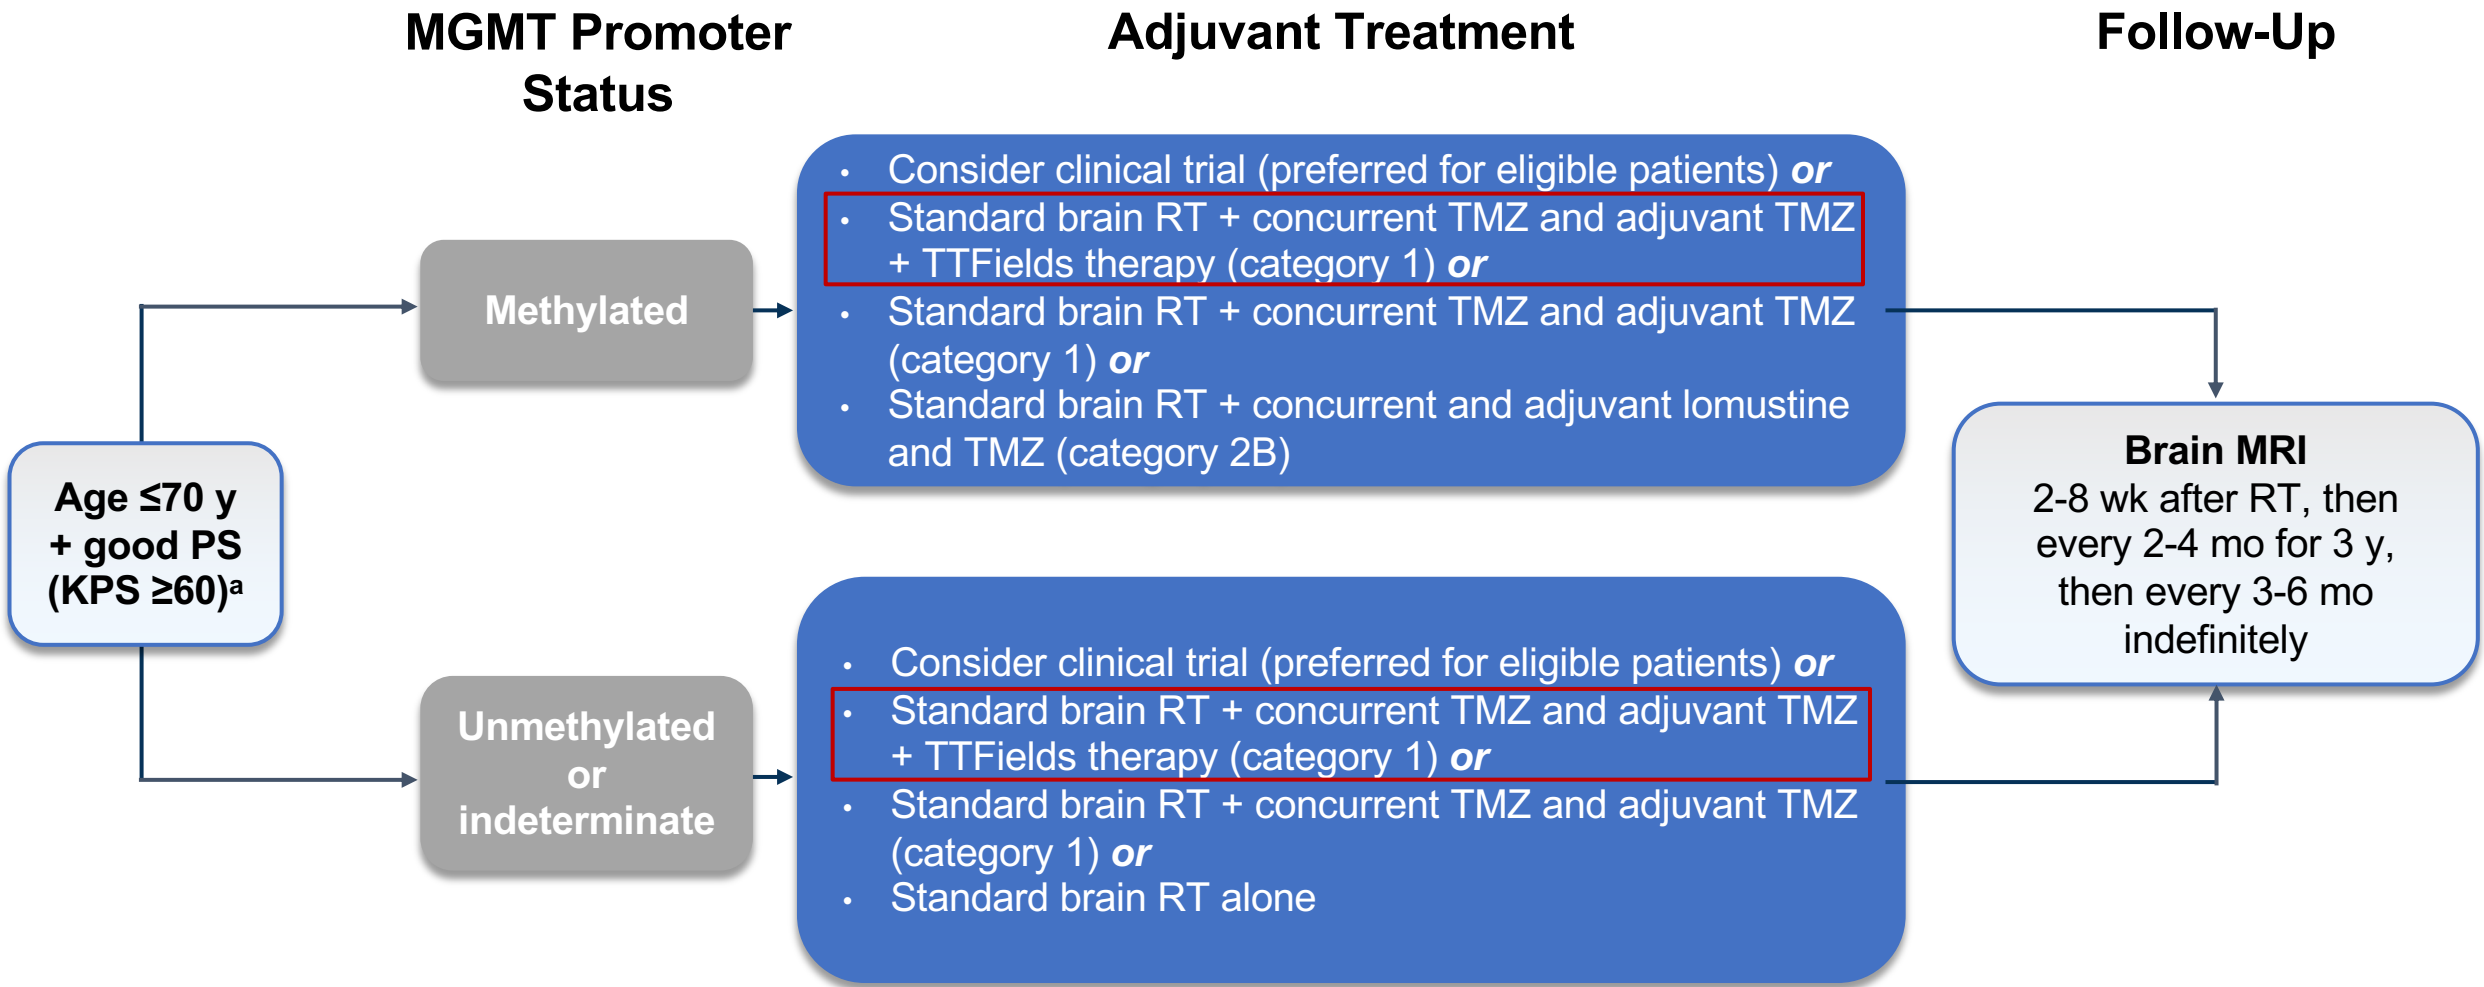 MGMT Promoter
Status
Adjuvant Treatment
Follow-Up
Age ≤70 y
+ good PS
(KPS ≥60)ᵃ
Methylated
• Consider clinical trial (preferred for eligible patients) or
• Standard brain RT + concurrent TMZ and adjuvant TMZ
+ TTFields therapy (category 1) or
• Standard brain RT + concurrent TMZ and adjuvant TMZ
(category 1) or
• Standard brain RT + concurrent and adjuvant lomustine
and TMZ (category 2B)
Unmethylated
or
indeterminate
• Consider clinical trial (preferred for eligible patients) or
• Standard brain RT + concurrent TMZ and adjuvant TMZ
+ TTFields therapy (category 1) or
• Standard brain RT + concurrent TMZ and adjuvant TMZ
(category 1) or
• Standard brain RT alone
Brain MRI
2-8 wk after RT, then
every 2-4 mo for 3 y,
then every 3-6 mo
indefinitely